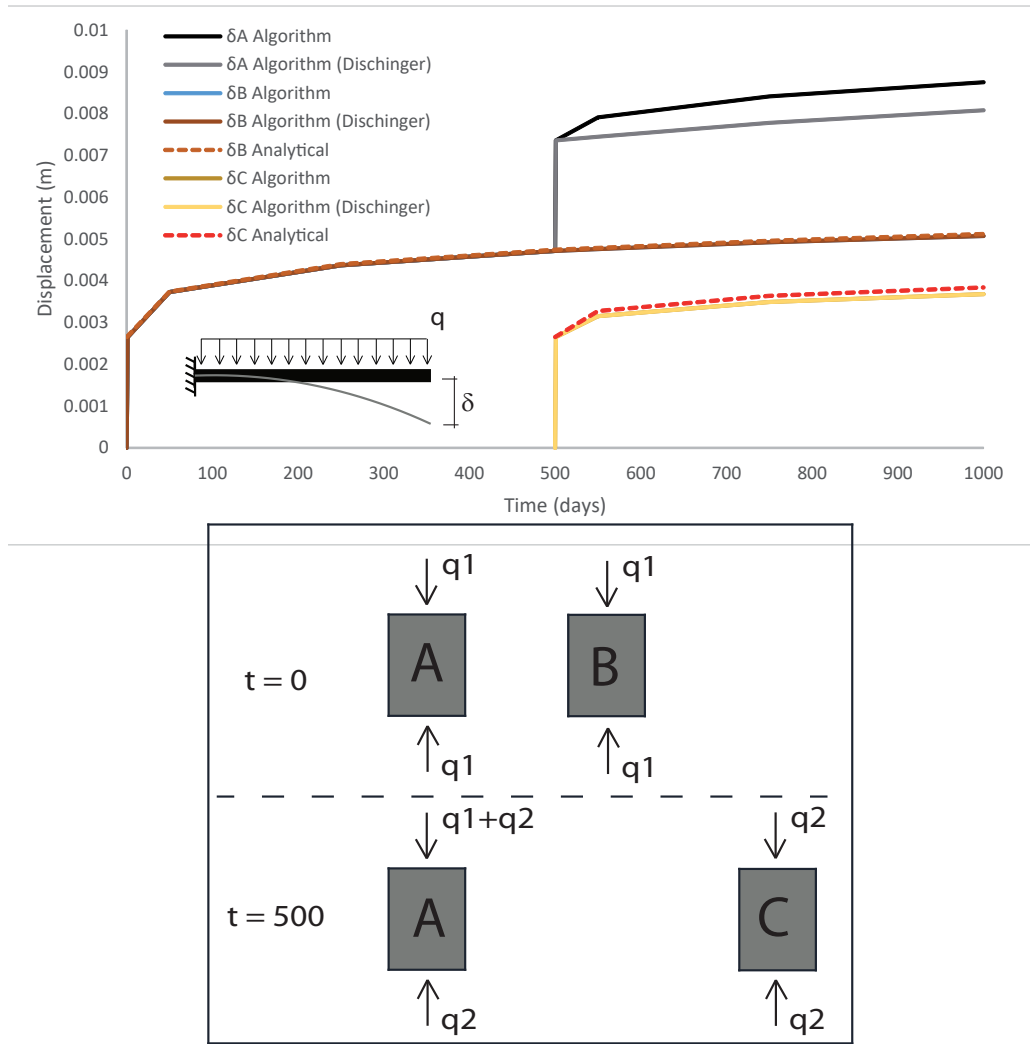 0.01
0.009
0.008
0.007
0.006
0.005
0.004
0.003
0.002
0.001
0
Displacement (m)
δA Algorithm
δA Algorithm (Dischinger)
δB Algorithm
δB Algorithm (Dischinger)
δB Analytical
δC Algorithm
δC Algorithm (Dischinger)
δC Analytical
q
δ
0 100 200 300 400 500 600 700 800 900 1000
Time (days)
q1 q1
t = 0 A B
q1 q1
q1+q2 q2
t = 500 A C
q2 q2